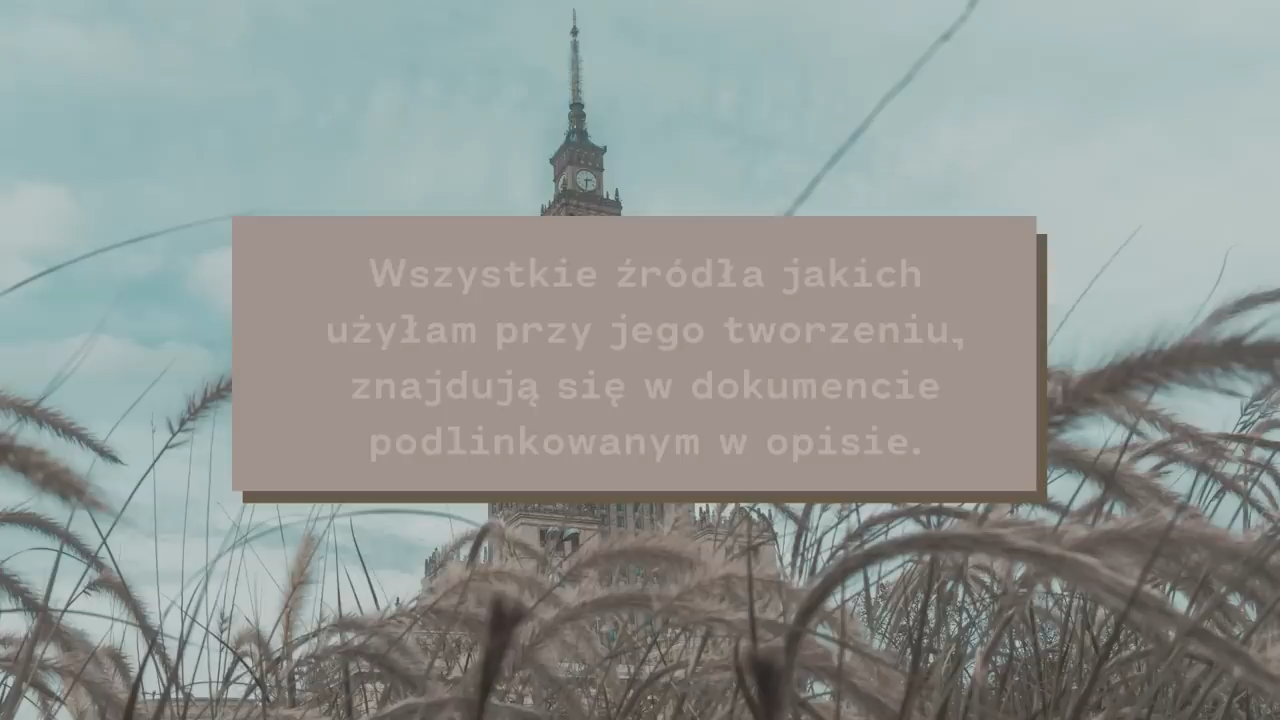 Wszystkie źródła jakich
użyłam przy jego tworzeniu,
znajdują się w dokumencie
podlinkowanym w opisie.